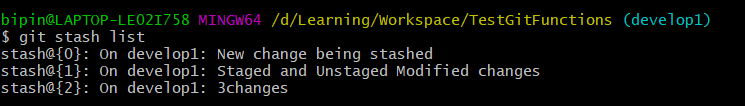 bipin@LAPTOP-LE02I758 MINGW64 /d/Learning/Workspace/TestGitFunctions (develop1)
$ git stash list
stash@{0}: On develop1: New change being stashed
stash@{1}: On develop1: Staged and Unstaged Modified changes
stash@{2}: On develop1: 3changes